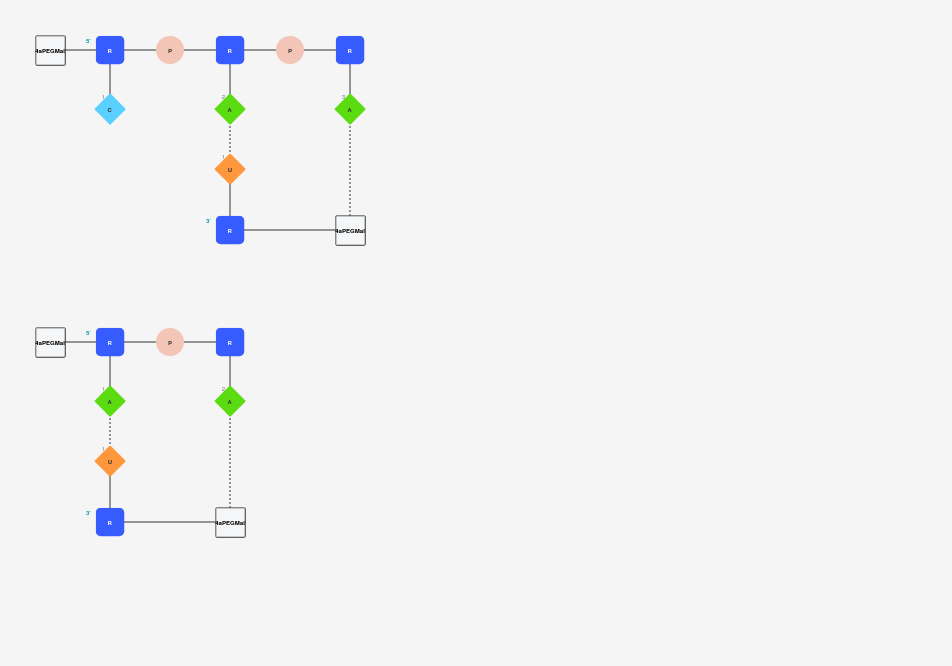 4aPEGMal 5' R P R P R
1 C 2 A 3 A
1 U
3' R 4aPEGMal
4aPEGMal 5' R P R
1 A 2 A
1 U
3' R 4aPEGMal